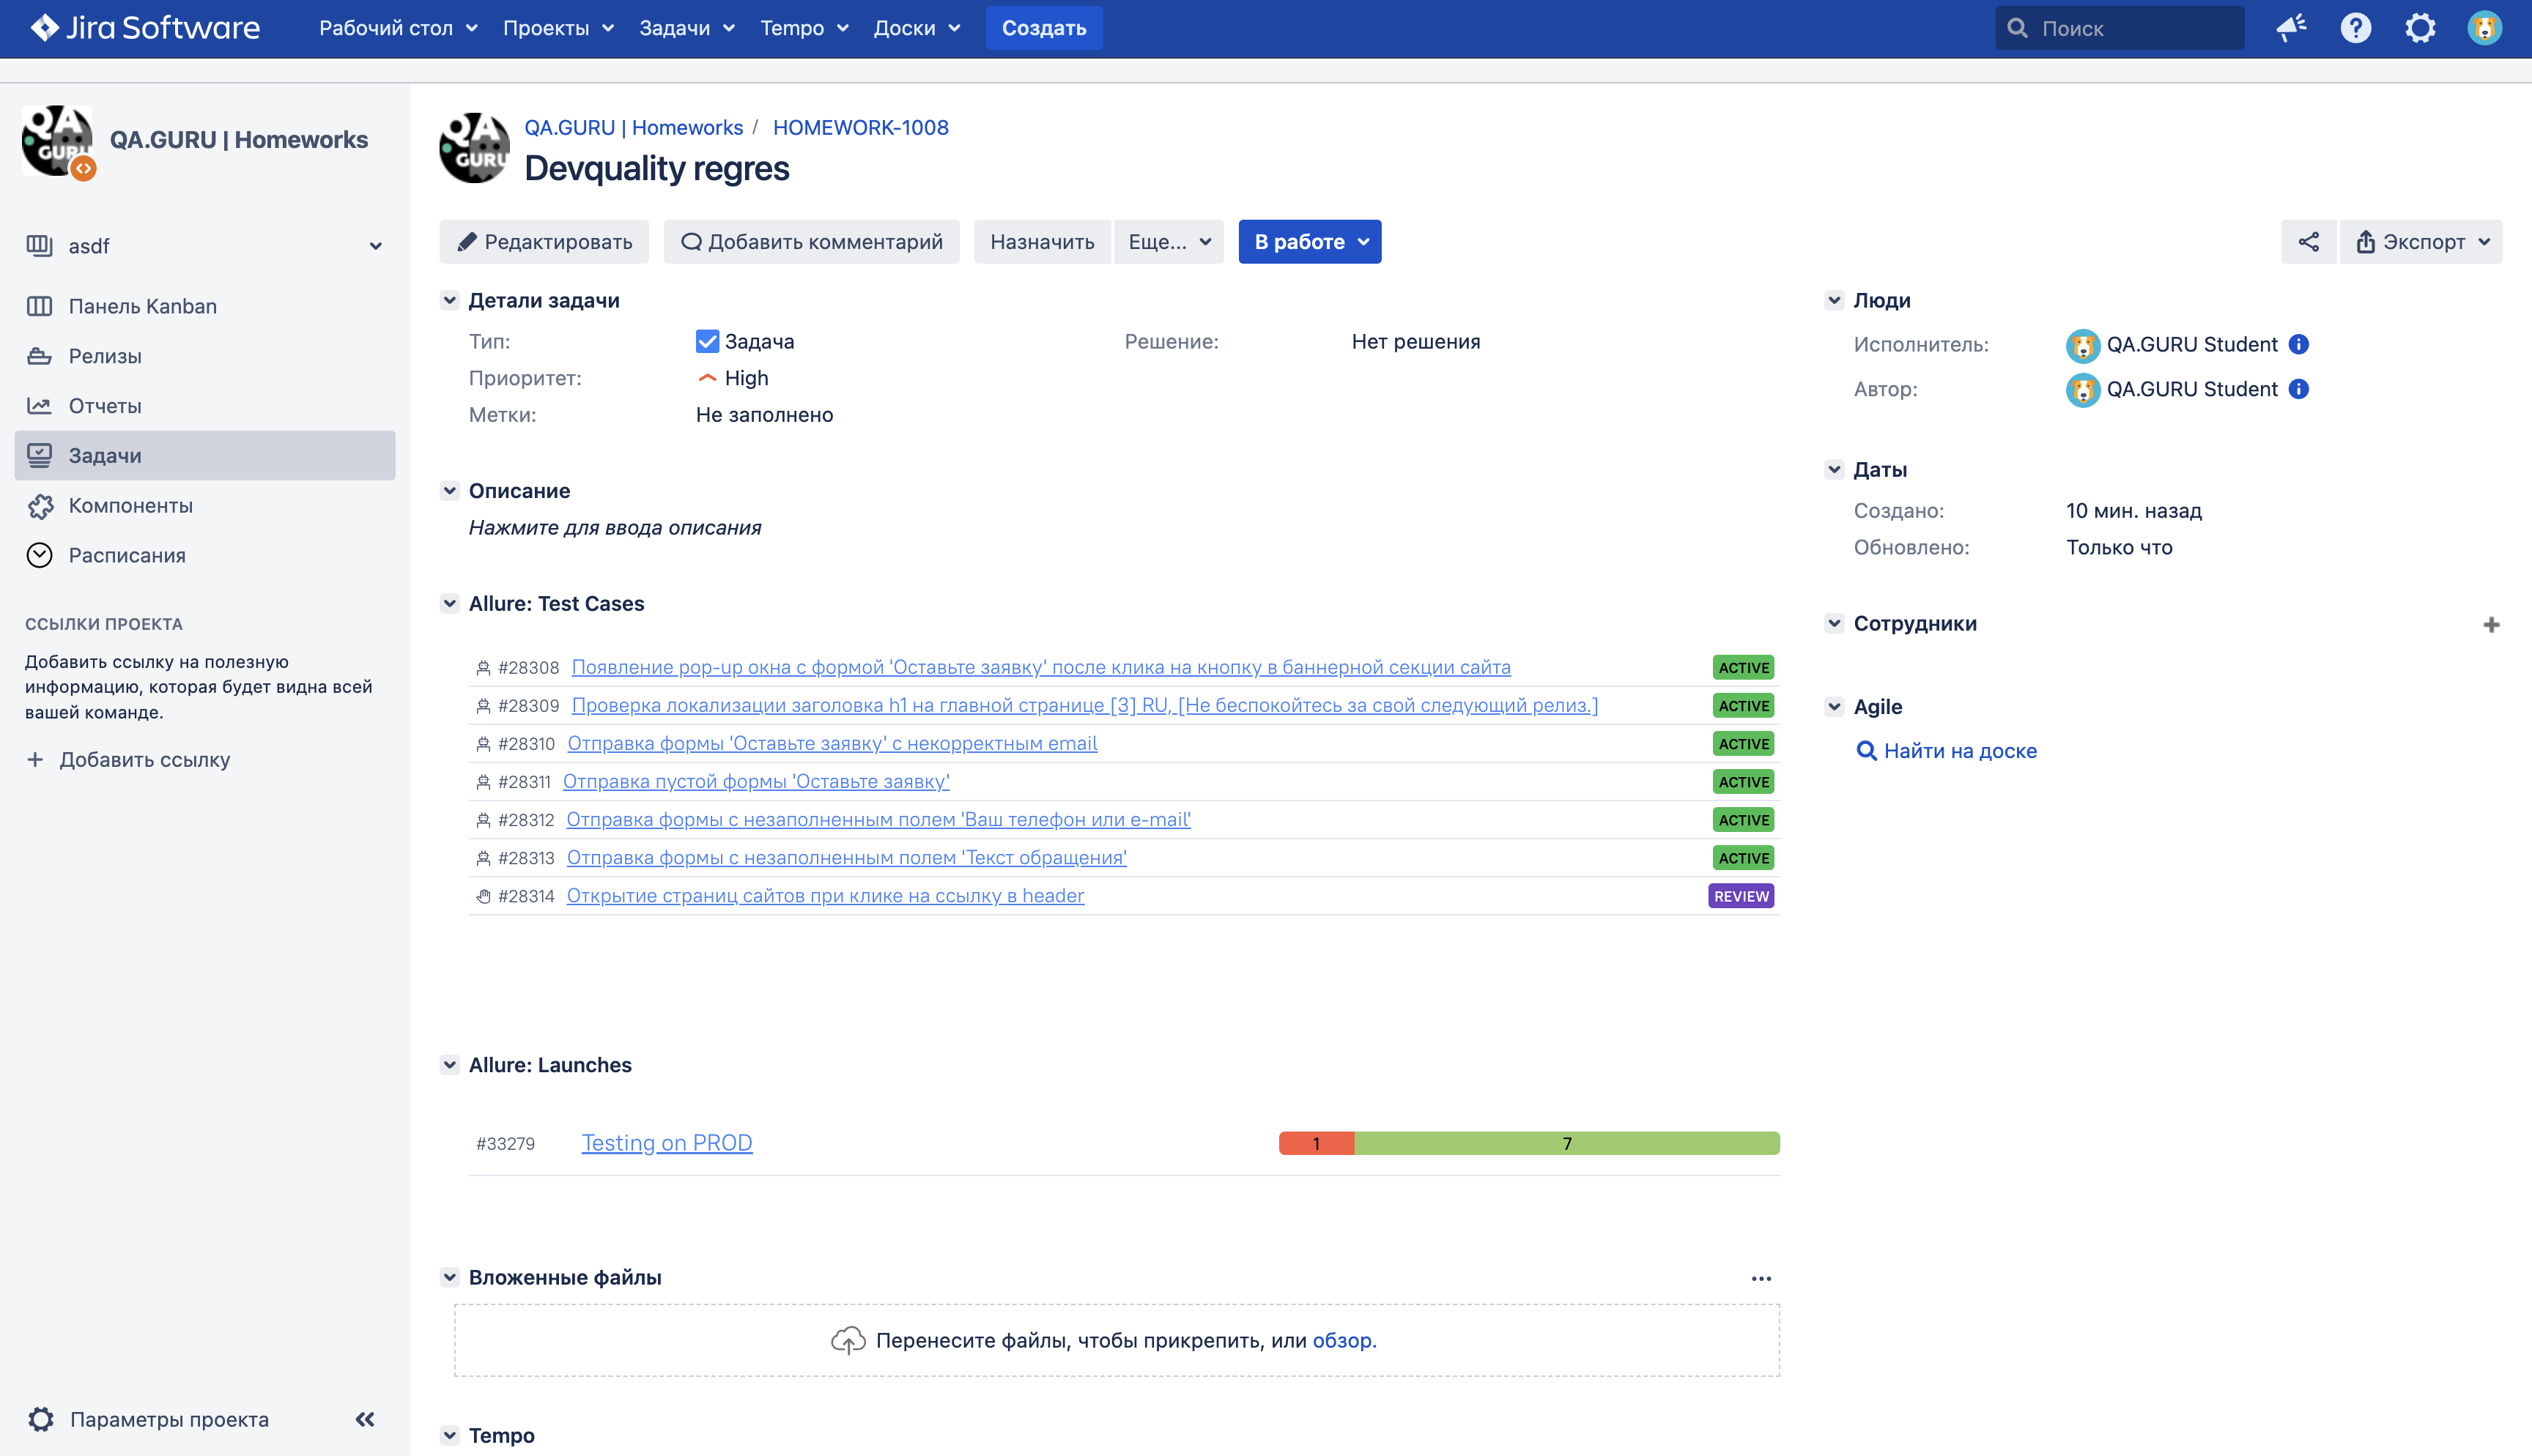 Jira Software
Рабочий стол
Проекты
Задачи
Tempo
Доски
Создать
Поиск
QA.GURU | Homeworks
asdf
Панель Kanban
Релизы
Отчеты
Задачи
Компоненты
Расписания
ССЫЛКИ ПРОЕКТА
Добавить ссылку на полезную
информацию, которая будет видна всей
вашей команде.
+ Добавить ссылку
Параметры проекта
QA
GURU
QA.GURU | Homeworks / HOMEWORK-1008
Devquality regres
Редактировать
Добавить комментарий
Назначить
Еще...
В работе
Экспорт
Детали задачи
Тип: Задача
Решение: Нет решения
Приоритет: High
Метки: Не заполнено
Описание
Нажмите для ввода описания
Allure: Test Cases
#28308 Появление pop-up окна с формой 'Оставьте заявку' после клика на кнопку в баннерной секции сайта ACTIVE
#28309 Проверка локализации заголовка h1 на главной странице [3] RU, [Не беспокойтесь за свой следующий релиз.] ACTIVE
#28310 Отправка формы 'Оставьте заявку' с некорректным email ACTIVE
#28311 Отправка пустой формы 'Оставьте заявку' ACTIVE
#28312 Отправка формы с незаполненным полем 'Ваш телефон или e-mail' ACTIVE
#28313 Отправка формы с незаполненным полем 'Текст обращения' ACTIVE
#28314 Открытие страниц сайтов при клике на ссылку в header REVIEW
Allure: Launches
#33279 Testing on PROD 1 7
Вложенные файлы
Перенесите файлы, чтобы прикрепить, или обзор.
Tempo
Люди
Исполнитель: QA.GURU Student
Автор: QA.GURU Student
Даты
Создано: 10 мин. назад
Обновлено: Только что
Сотрудники
Agile
Найти на доске